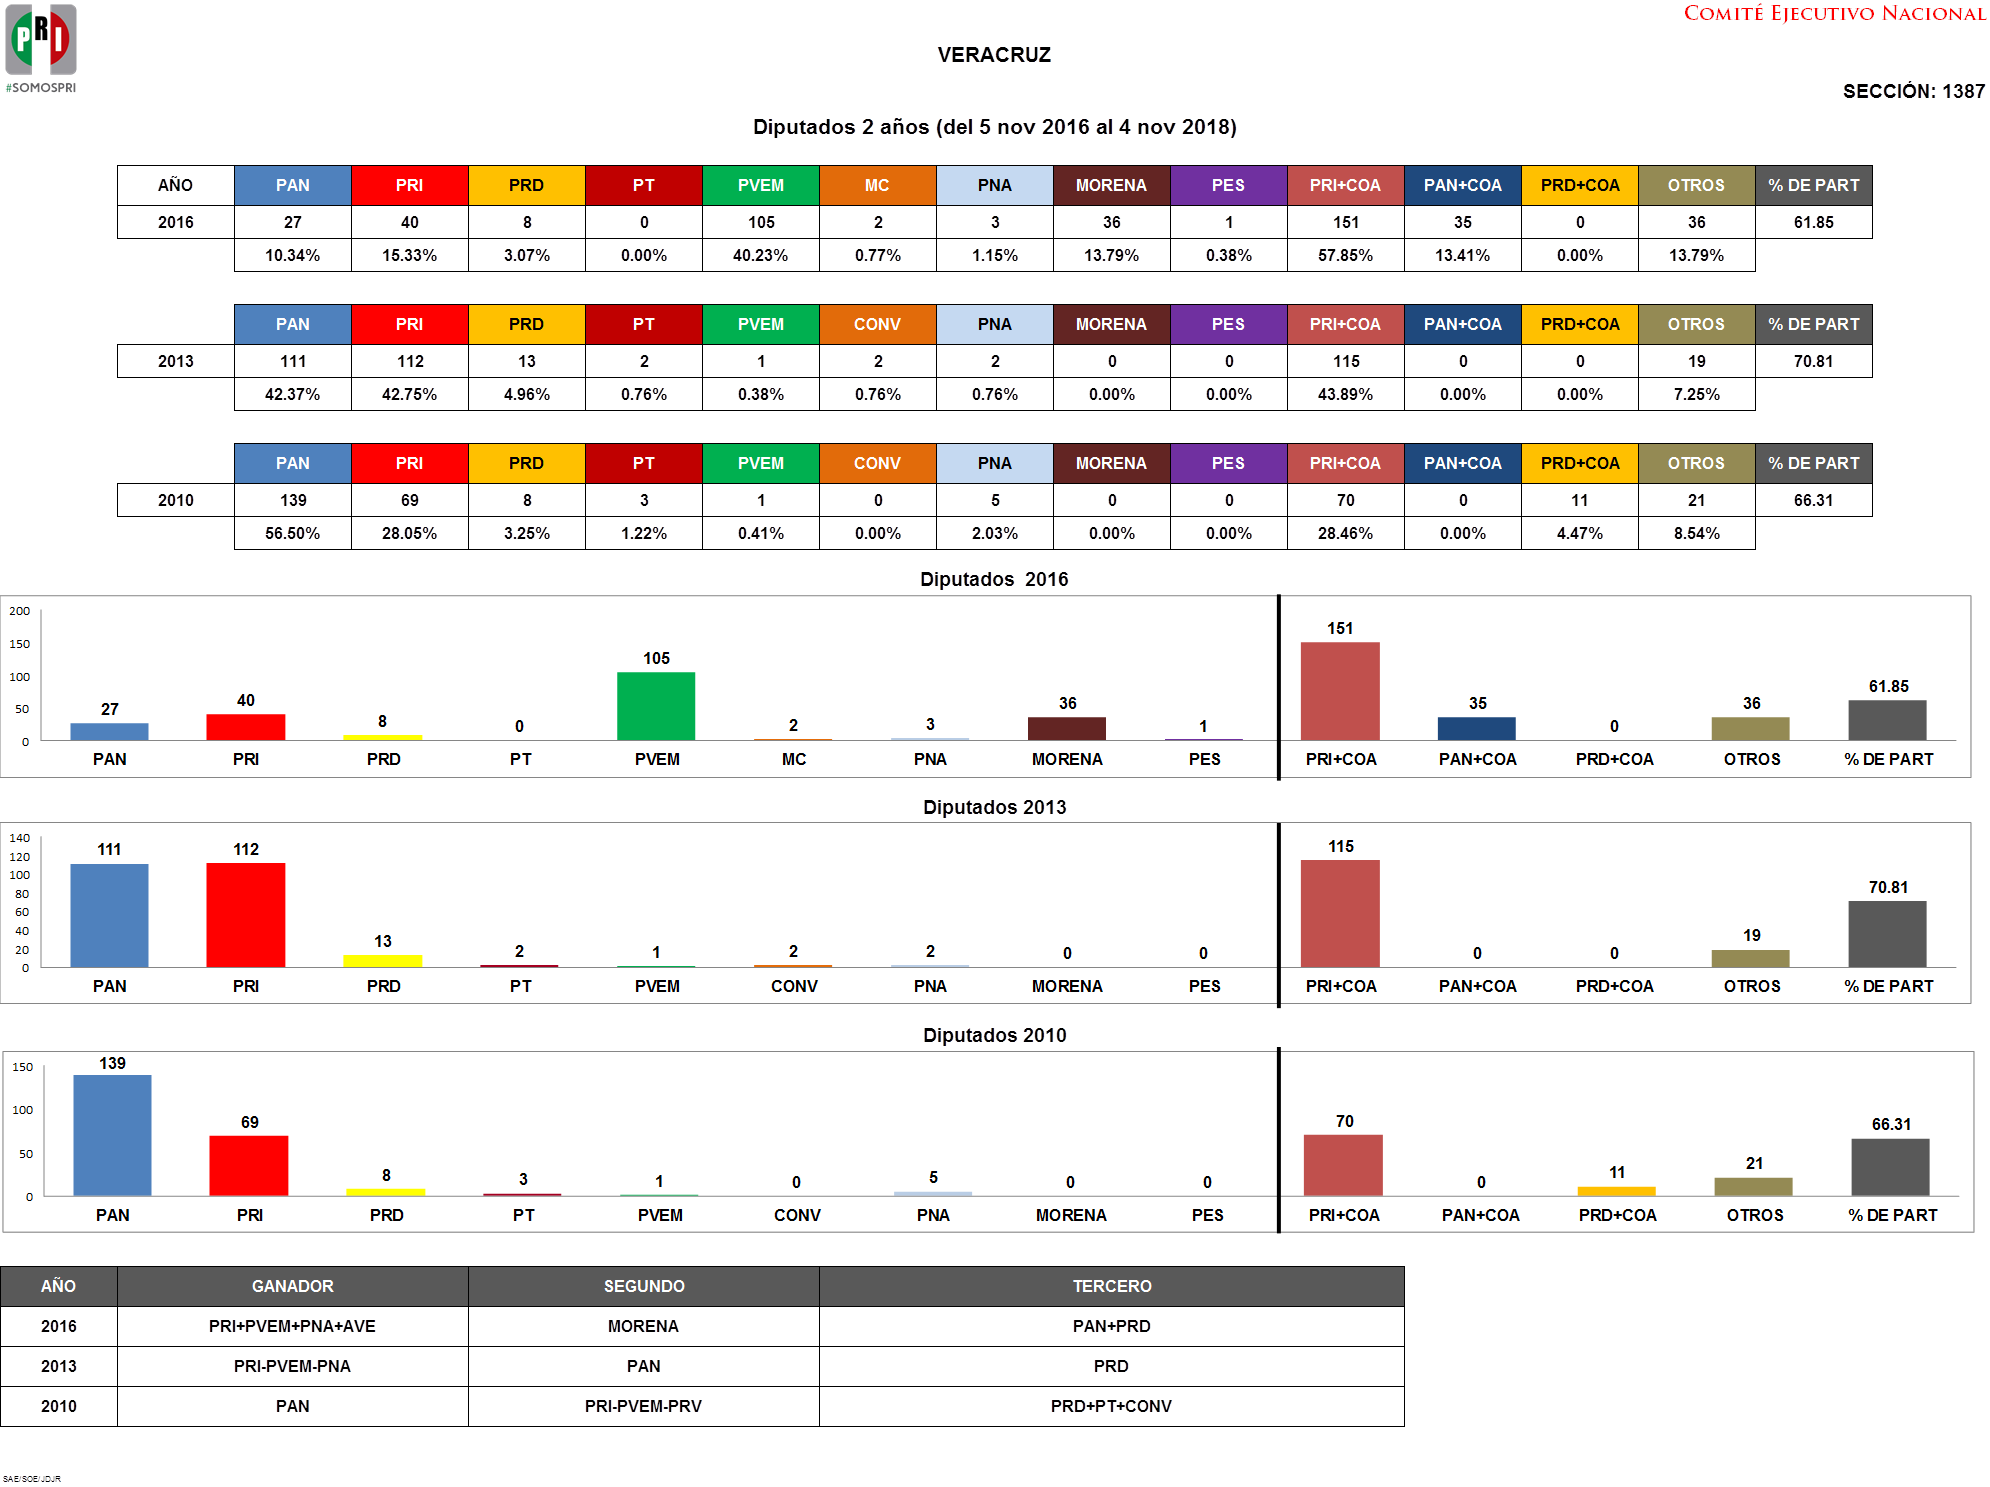 PRI
#SOMOSPRI
COMITÉ EJECUTIVO NACIONAL
VERACRUZ
SECCIÓN: 1387
Diputados 2 años (del 5 nov 2016 al 4 nov 2018)
AÑO PAN PRI PRD PT PVEM MC PNA MORENA PES PRI+COA PAN+COA PRD+COA OTROS % DE PART
2016 27 40 8 0 105 2 3 36 1 151 35 0 36 61.85
10.34% 15.33% 3.07% 0.00% 40.23% 0.77% 1.15% 13.79% 0.38% 57.85% 13.41% 0.00% 13.79%
PAN PRI PRD PT PVEM CONV PNA MORENA PES PRI+COA PAN+COA PRD+COA OTROS % DE PART
2013 111 112 13 2 1 2 2 0 0 115 0 0 19 70.81
42.37% 42.75% 4.96% 0.76% 0.38% 0.76% 0.76% 0.00% 0.00% 43.89% 0.00% 0.00% 7.25%
PAN PRI PRD PT PVEM CONV PNA MORENA PES PRI+COA PAN+COA PRD+COA OTROS % DE PART
2010 139 69 8 3 1 0 5 0 0 70 0 11 21 66.31
56.50% 28.05% 3.25% 1.22% 0.41% 0.00% 2.03% 0.00% 0.00% 28.46% 0.00% 4.47% 8.54%
Diputados 2016
200
150
100
50
0
27 40 8 0 105 2 3 36 1 151 35 0 36 61.85
PAN PRI PRD PT PVEM MC PNA MORENA PES PRI+COA PAN+COA PRD+COA OTROS % DE PART
Diputados 2013
140
120
100
80
60
40
20
0
111 112 13 2 1 2 2 0 0 115 0 0 19 70.81
PAN PRI PRD PT PVEM CONV PNA MORENA PES PRI+COA PAN+COA PRD+COA OTROS % DE PART
Diputados 2010
150
100
50
0
139 69 8 3 1 0 5 0 0 70 0 11 21 66.31
PAN PRI PRD PT PVEM CONV PNA MORENA PES PRI+COA PAN+COA PRD+COA OTROS % DE PART
AÑO GANADOR SEGUNDO TERCERO
2016 PRI+PVEM+PNA+AVE MORENA PAN+PRD
2013 PRI-PVEM-PNA PAN PRD
2010 PAN PRI-PVEM-PRV PRD+PT+CONV
SAE/SOE/JDJR